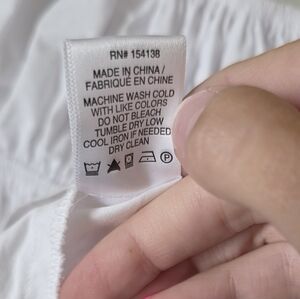 RN# 154138
MADE IN CHINA/
FABRIQUÉ EN CHINE
MACHINE WASH COLD
WITH LIKE COLORS
DO NOT BLEACH
TUMBLE DRY LOW
COOL IRON IF NEEDED
DRY CLEAN
P